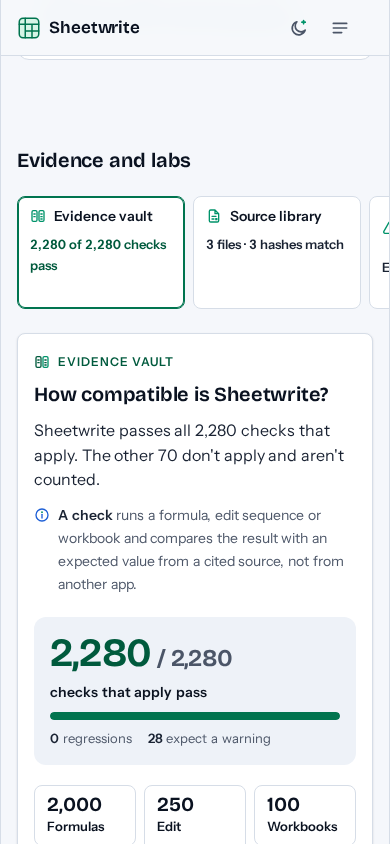 Sheetwrite
Evidence and labs
Evidence vault
2,280 of 2,280 checks
pass
Source library
3 files · 3 hashes match
E
EVIDENCE VAULT
How compatible is Sheetwrite?
Sheetwrite passes all 2,280 checks that
apply. The other 70 don't apply and aren't
counted.
A check runs a formula, edit sequence or
workbook and compares the result with an
expected value from a cited source, not from
another app.
2,280 / 2,280
checks that apply pass
0 regressions 28 expect a warning
2,000 250 100
Formulas Edit Workbooks